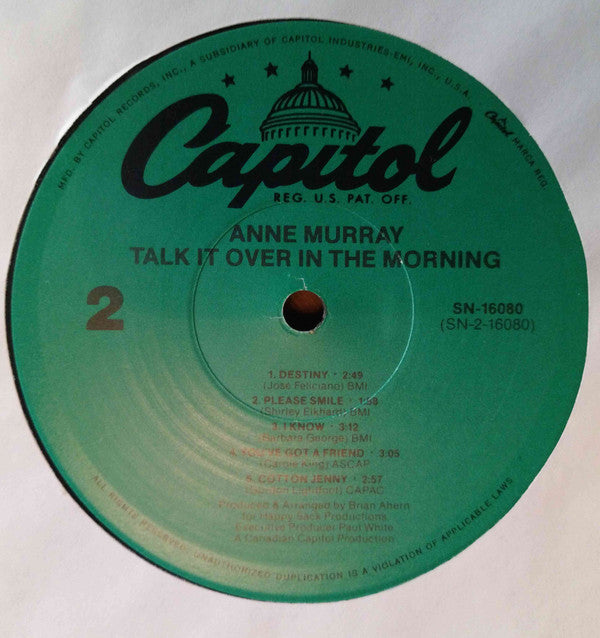 MFD. BY CAPITOL RECORDS, INC., A SUBSIDIARY OF CAPITOL INDUSTRIES-EMI, INC., U.S.A.
Capitol MARCA REG.
Capitol
REG. U.S. PAT. OFF.
ANNE MURRAY
TALK IT OVER IN THE MORNING
2
SN-16080
(SN-2-16080)
1. DESTINY · 2:49
(Jose Feliciano) BMI
2. PLEASE SMILE · 1:58
(Shirley Eikhard) BMI
3. I KNOW · 3:12
(Barbara George) BMI
4. YOU'VE GOT A FRIEND · 3:05
(Carole King) ASCAP
5. COTTON JENNY · 2:57
(Gordon Lightfoot) CAPAC
Produced & Arranged by Brian Ahern
for Happy Sack Productions
Executive Producer Paul White
A Canadian Capitol Production
ALL RIGHTS RESERVED. UNAUTHORIZED DUPLICATION IS A VIOLATION OF APPLICABLE LAWS